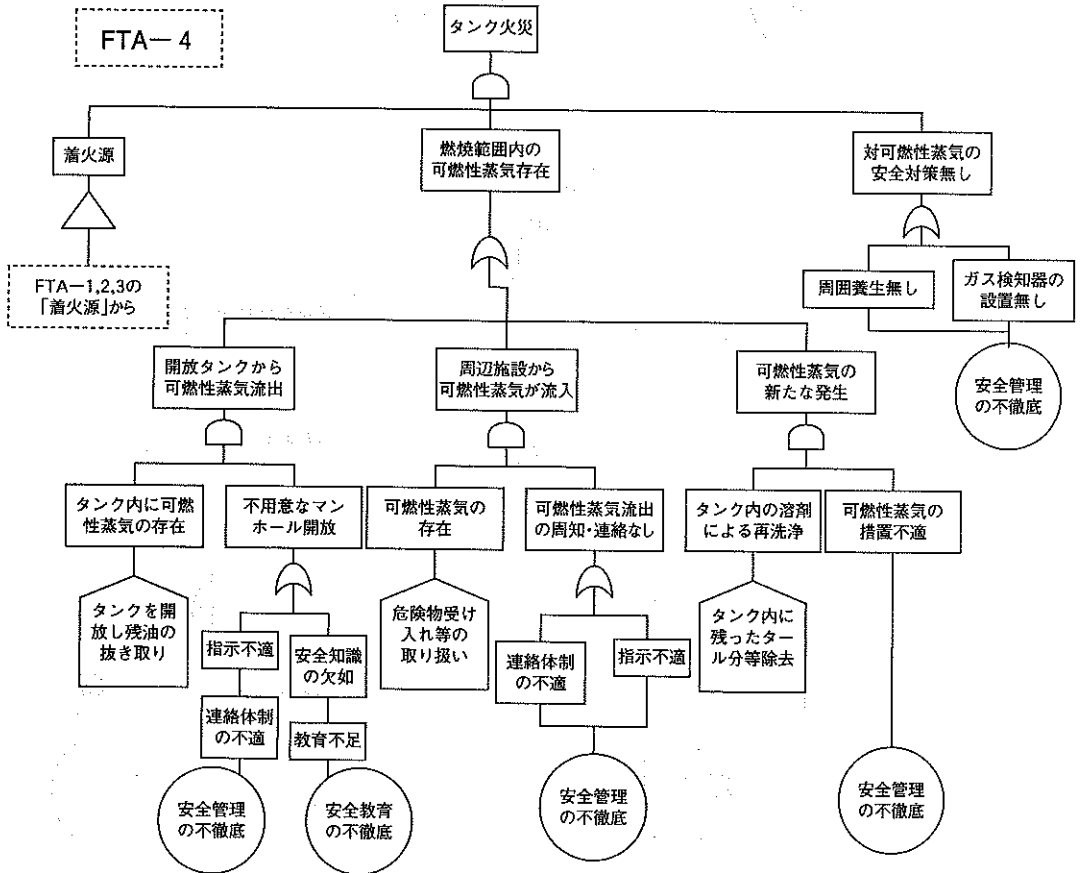 FTA－4
タンク火災
着火源
燃焼範囲内の
可燃性蒸気存在
対可燃性蒸気の
安全対策無し
FTA－1,2,3の
「着火源」から
周囲養生無し
ガス検知器の
設置無し
安全管理
の不徹底
開放タンクから
可燃性蒸気流出
周辺施設から
可燃性蒸気が流入
可燃性蒸気の
新たな発生
タンク内に可燃
性蒸気の存在
不用意なマン
ホール開放
可燃性蒸気の
存在
可燃性蒸気流出
の周知・連絡なし
タンク内の溶剤
による再洗浄
可燃性蒸気の
措置不適
タンクを開
放し残油の
抜き取り
指示不適
安全知識
の欠如
危険物受け
入れ等の
取り扱い
連絡体制
の不適
指示不適
タンク内に
残ったター
ル分等除去
連絡体制
の不適
教育不足
安全管理
の不徹底
安全教育
の不徹底
安全管理
の不徹底
安全管理
の不徹底